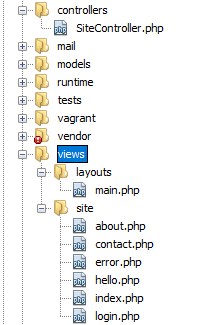 controllers
SiteController.php
mail
models
runtime
tests
vagrant
vendor
views
layouts
main.php
site
about.php
contact.php
error.php
hello.php
index.php
login.php